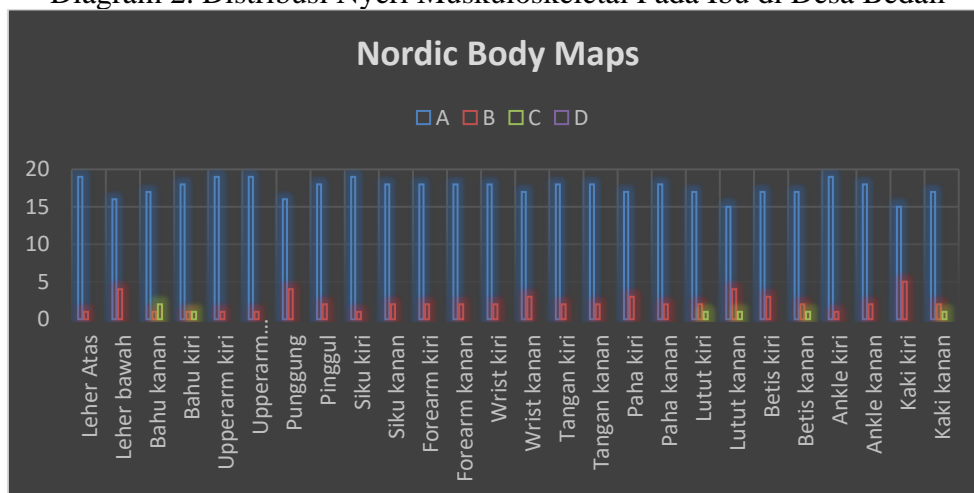 Diagram 2. Distribusi Nyeri Muskuloskeletal Pada Ibu di Desa Bedali
Nordic Body Maps
A B C D
20
15
10
5
0
Leher Atas
Leher bawah
Bahu kanan
Bahu kiri
Upperarm kiri
Upperarm...
Punggung
Pinggul
Siku kiri
Siku kanan
Forearm kiri
Forearm kanan
Wrist kiri
Wrist kanan
Tangan kiri
Tangan kanan
Paha kiri
Paha kanan
Lutut kiri
Lutut kanan
Betis kiri
Betis kanan
Ankle kiri
Ankle kanan
Kaki kiri
Kaki kanan